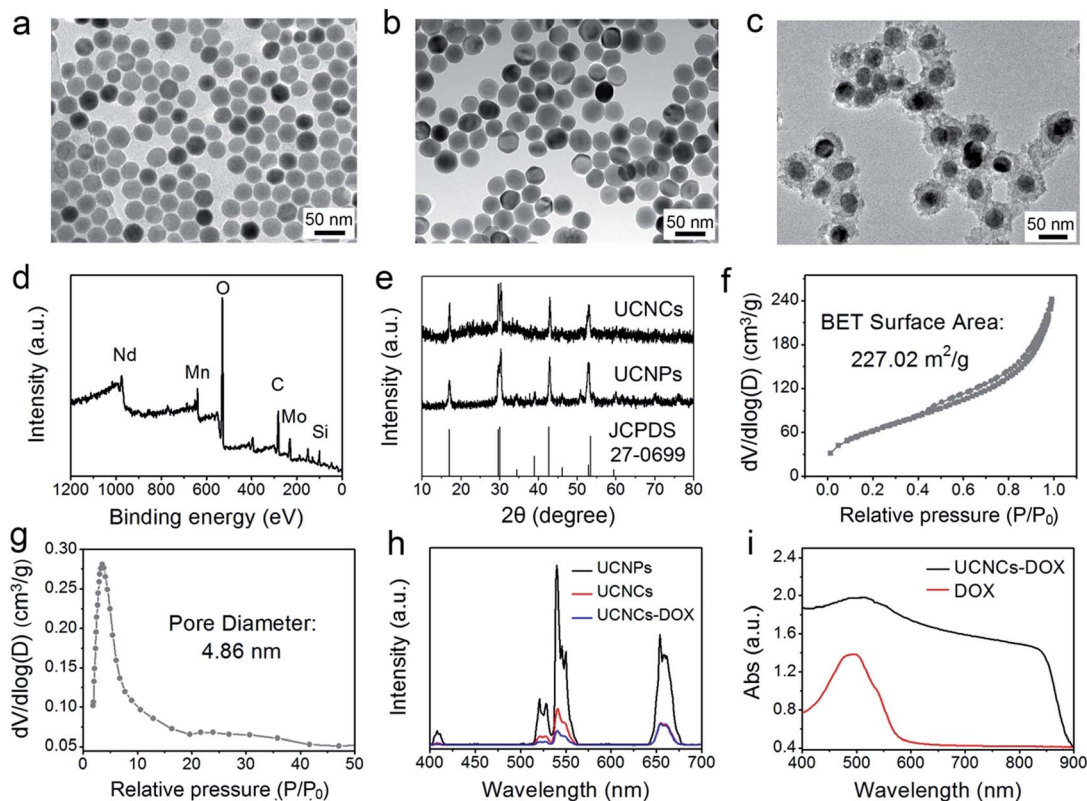 a
b
c
50 nm
50 nm
50 nm
d
O
Nd
Mn
C
Mo
Si
Intensity (a.u.)
1200 1000 800 600 400 200 0
Binding energy (eV)
e
UCNCs
UCNPs
JCPDS
27-0699
Intensity (a.u.)
10 20 30 40 50 60 70 80
2θ (degree)
f
BET Surface Area:
227.02 m²/g
dV/dlog(D) (cm³/g)
240
180
120
60
0
0.0 0.2 0.4 0.6 0.8 1.0
Relative pressure (P/P₀)
g
Pore Diameter:
4.86 nm
dV/dlog(D) (cm³/g)
0.30
0.25
0.20
0.15
0.10
0.05
0 10 20 30 40 50
Relative pressure (P/P₀)
h
UCNPs
UCNCs
UCNCs-DOX
Intensity (a.u.)
400 450 500 550 600 650 700
Wavelength (nm)
i
UCNCs-DOX
DOX
Abs (a.u.)
2.4
2.0
1.6
1.2
0.8
0.4
400 500 600 700 800 900
Wavelength (nm)